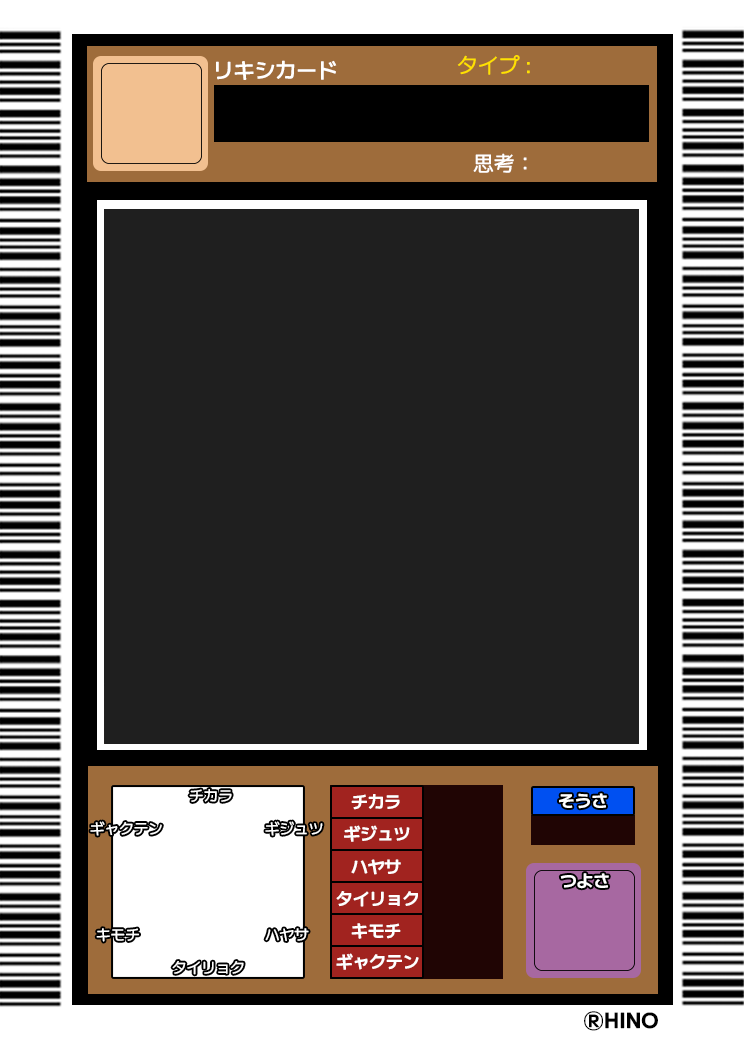 リキシカード
タイプ：
思考：
チカラ
ギャクテン
ギジュツ
キモチ
ハヤサ
タイリョク
チカラ
ギジュツ
ハヤサ
タイリョク
キモチ
ギャクテン
そうさ
つよさ
®HINO